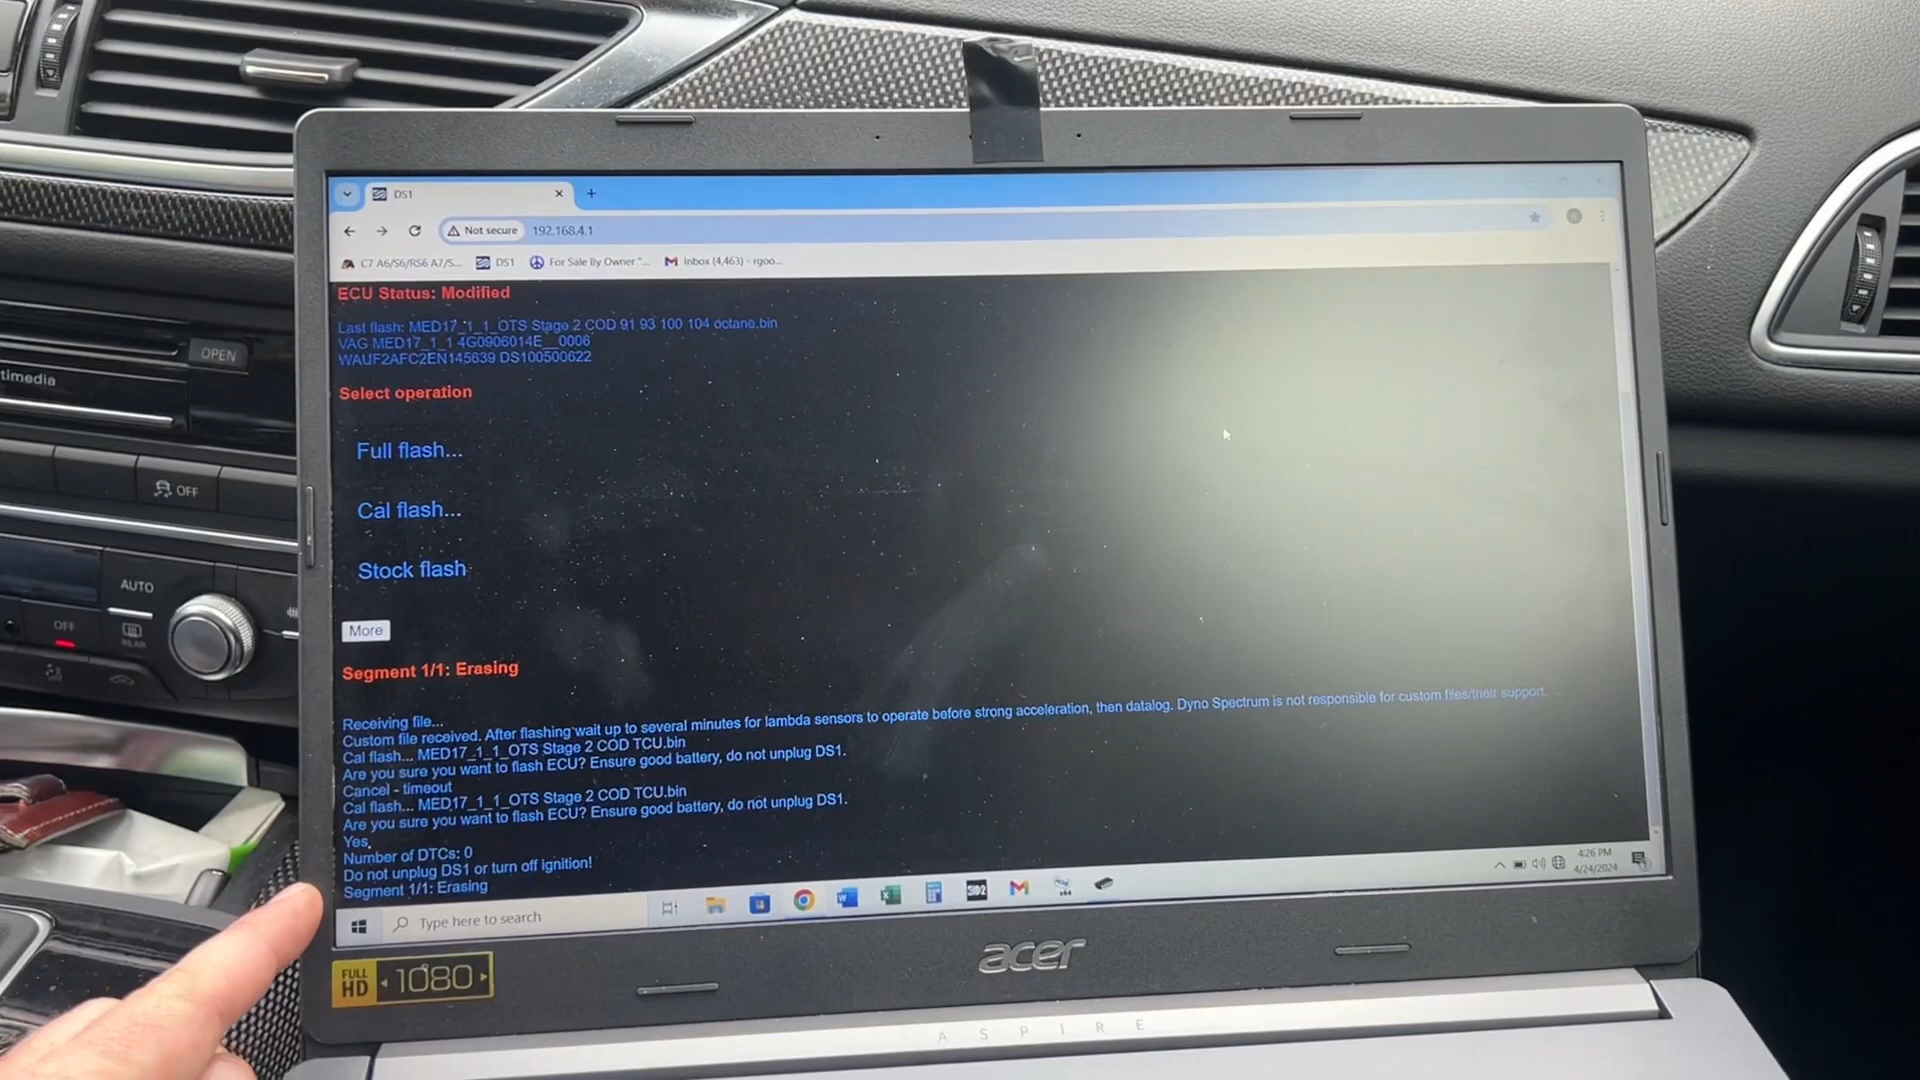 DS1
Not secure
192.168.4.1
C7 A6/S6/RS6 A7/S...
DS1
For Sale By Owner "...
Inbox (4,463) - rgoo...
ECU Status: Modified
Last flash: MED17_1_1_OTS Stage 2 COD 91 93 100 104 octane.bin
VAG MED17_1_1 4G0906014E__0006
WAUF2AFC2EN145639 DS100500622
Select operation
Full flash...
Cal flash...
Stock flash
More
Segment 1/1: Erasing
Receiving file...
Custom file received. After flashing wait up to several minutes for lambda sensors to operate before strong acceleration, then datalog. Dyno Spectrum is not responsible for custom files/their support.
Cal flash... MED17_1_1_OTS Stage 2 COD TCU.bin
Are you sure you want to flash ECU? Ensure good battery, do not unplug DS1.
Cancel - timeout
Cal flash... MED17_1_1_OTS Stage 2 COD TCU.bin
Are you sure you want to flash ECU? Ensure good battery, do not unplug DS1.
Yes
Number of DTCs: 0
Do not unplug DS1 or turn off ignition!
Segment 1/1: Erasing
Type here to search
4:26 PM
4/24/2024
FULL HD 1080
acer
ASPIRE
OPEN
timedia
OFF
AUTO
OFF
REAR